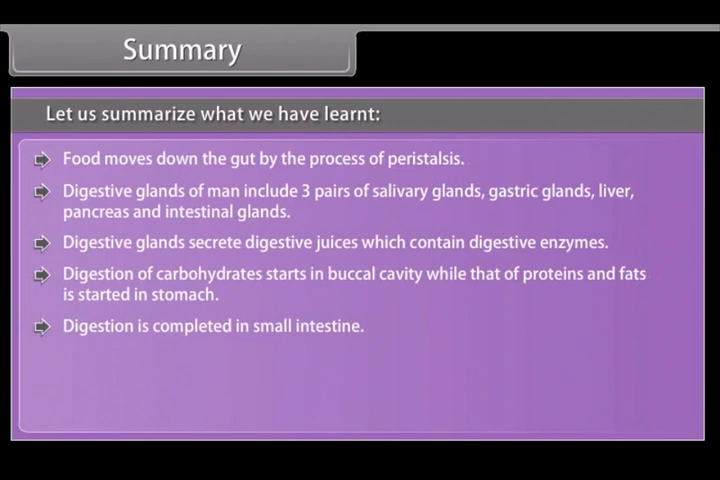 Summary
Let us summarize what we have learnt:
Food moves down the gut by the process of peristalsis.
Digestive glands of man include 3 pairs of salivary glands, gastric glands, liver,
pancreas and intestinal glands.
Digestive glands secrete digestive juices which contain digestive enzymes.
Digestion of carbohydrates starts in buccal cavity while that of proteins and fats
is started in stomach.
Digestion is completed in small intestine.